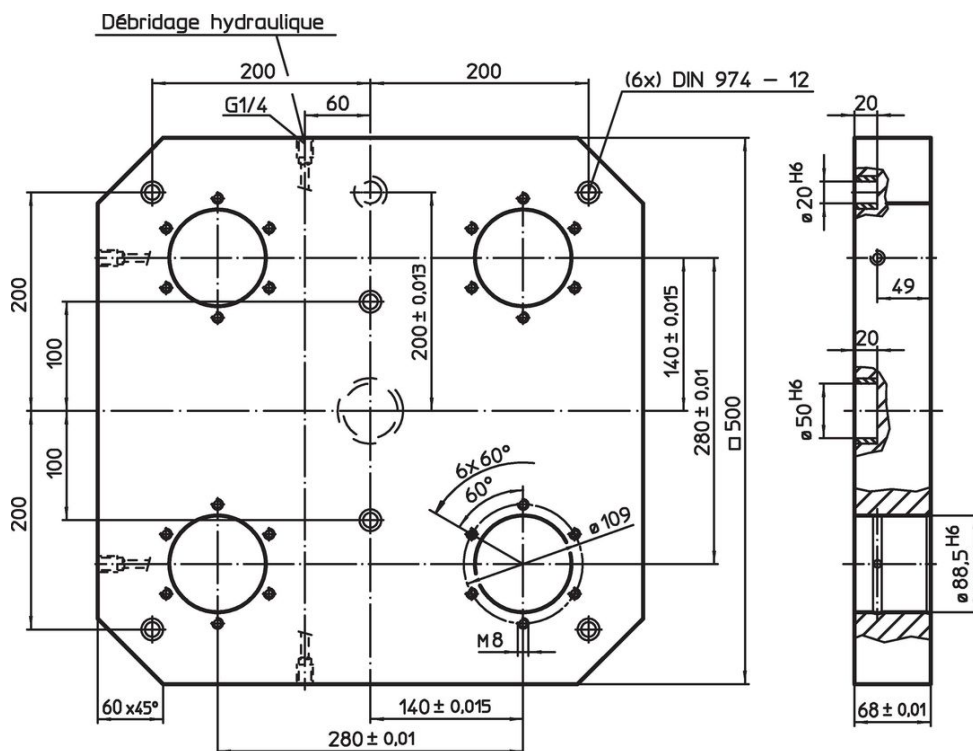 Débridage hydraulique
200
200
(6x) DIN 974 – 12
G1/4
60
20
ø20 H6
200
200 ± 0,013
49
100
140 ± 0,015
20
280 ± 0,01
□ 500
ø50 H6
100
6x60°
60°
200
ø109
ø88.5 H6
M8
60 x45°
140 ± 0,015
68 ± 0,01
280 ± 0,01